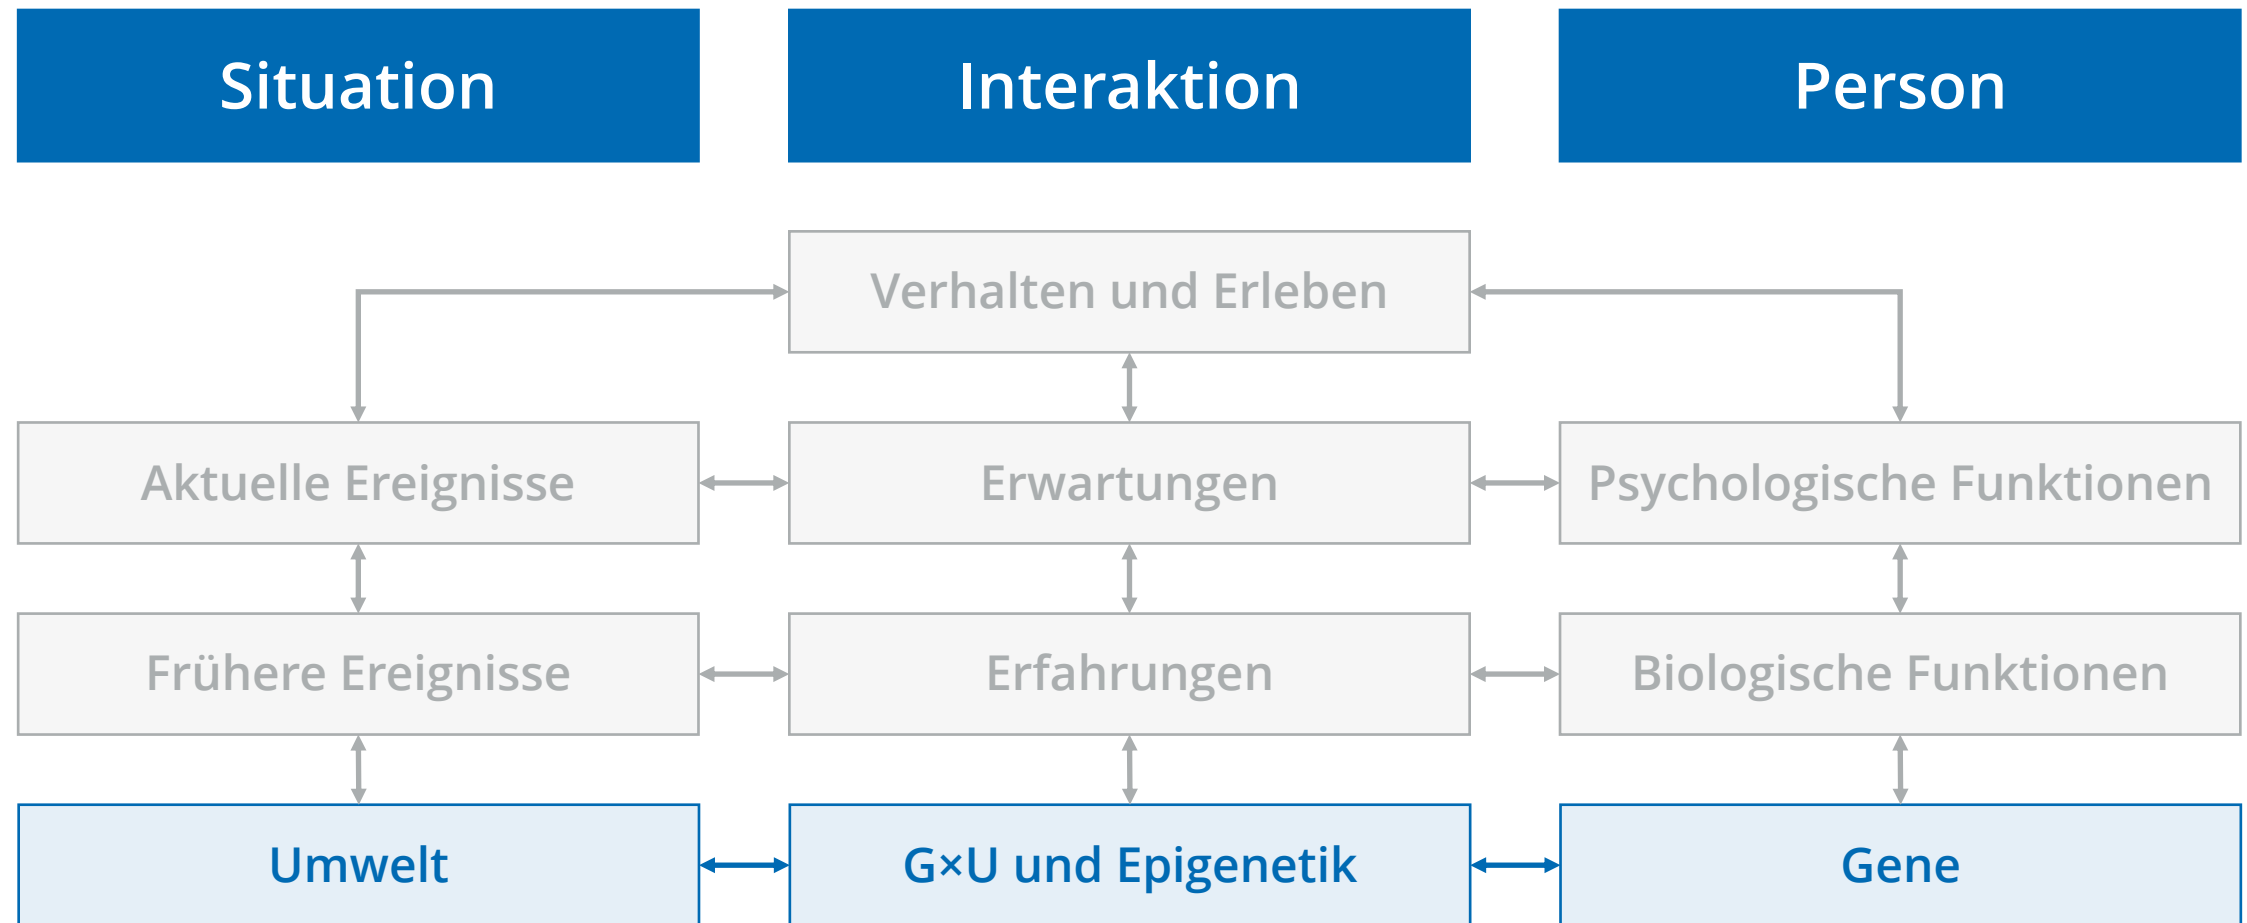 Situation
Interaktion
Person
Verhalten und Erleben
Aktuelle Ereignisse
Erwartungen
Psychologische Funktionen
Frühere Ereignisse
Erfahrungen
Biologische Funktionen
Umwelt
G×U und Epigenetik
Gene